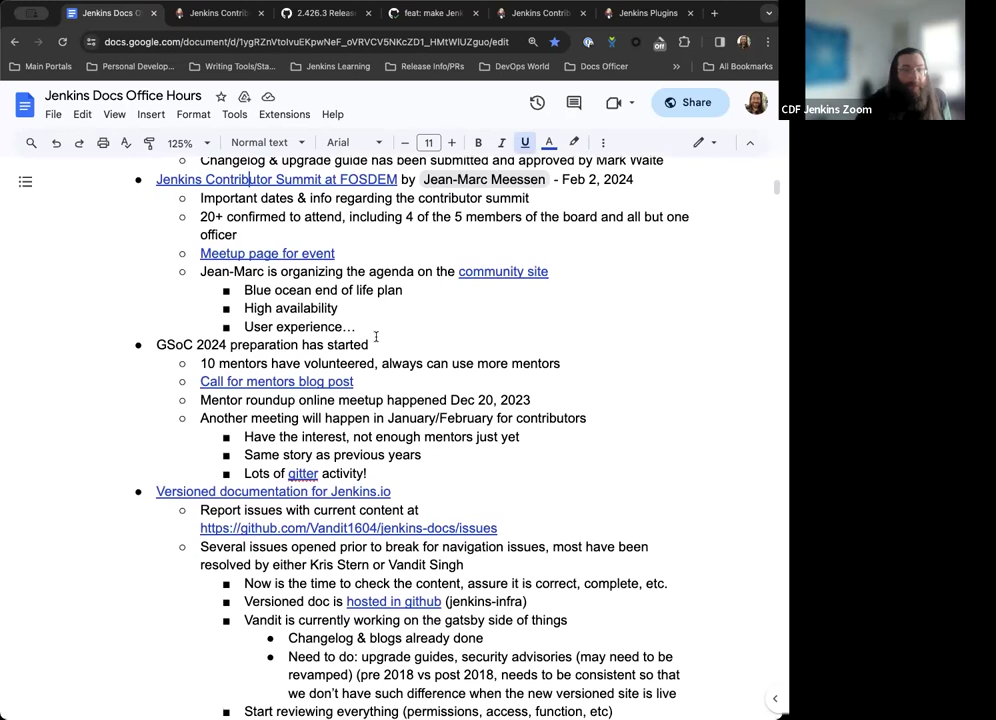 Jenkins Docs O
Jenkins Contrib
2.426.3 Releas
feat: make Jenk
Jenkins Contrib
Jenkins Plugins
docs.google.com/document/d/1ygRZnVtoIvuEKpwNeF_oVRVCV5NKcZD1_HMtWIUZguo/edit
Off
Main Portals
Personal Develop...
Writing Tools/Sta...
Jenkins Learning
Release Info/PRs
DevOps World
Docs Officer
All Bookmarks
CDF Jenkins Zoom
Jenkins Docs Office Hours
File Edit View Insert Format Tools Extensions Help
Share
125% Normal text Arial 11 B I U A
Changelog & upgrade guide has been submitted and approved by Mark Waite
Jenkins Contributor Summit at FOSDEM by Jean-Marc Meessen - Feb 2, 2024
Important dates & info regarding the contributor summit
20+ confirmed to attend, including 4 of the 5 members of the board and all but one
officer
Meetup page for event
Jean-Marc is organizing the agenda on the community site
Blue ocean end of life plan
High availability
User experience…
GSoC 2024 preparation has started
10 mentors have volunteered, always can use more mentors
Call for mentors blog post
Mentor roundup online meetup happened Dec 20, 2023
Another meeting will happen in January/February for contributors
Have the interest, not enough mentors just yet
Same story as previous years
Lots of gitter activity!
Versioned documentation for Jenkins.io
Report issues with current content at
https://github.com/Vandit1604/jenkins-docs/issues
Several issues opened prior to break for navigation issues, most have been
resolved by either Kris Stern or Vandit Singh
Now is the time to check the content, assure it is correct, complete, etc.
Versioned doc is hosted in github (jenkins-infra)
Vandit is currently working on the gatsby side of things
Changelog & blogs already done
Need to do: upgrade guides, security advisories (may need to be
revamped) (pre 2018 vs post 2018, needs to be consistent so that
we don't have such difference when the new versioned site is live
Start reviewing everything (permissions, access, function, etc)